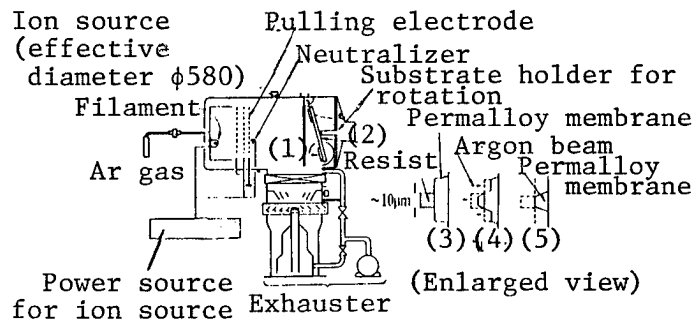 Ion source
(effective
diameter φ580)
Pulling electrode
Neutralizer
Substrate holder for
rotation
Filament
Permalloy membrane
Argon beam
(1)
(2)
Resist
Permalloy
membrane
Ar gas
~10μm
(3)
(4)
(5)
Power source
for ion source
Exhauster
(Enlarged view)